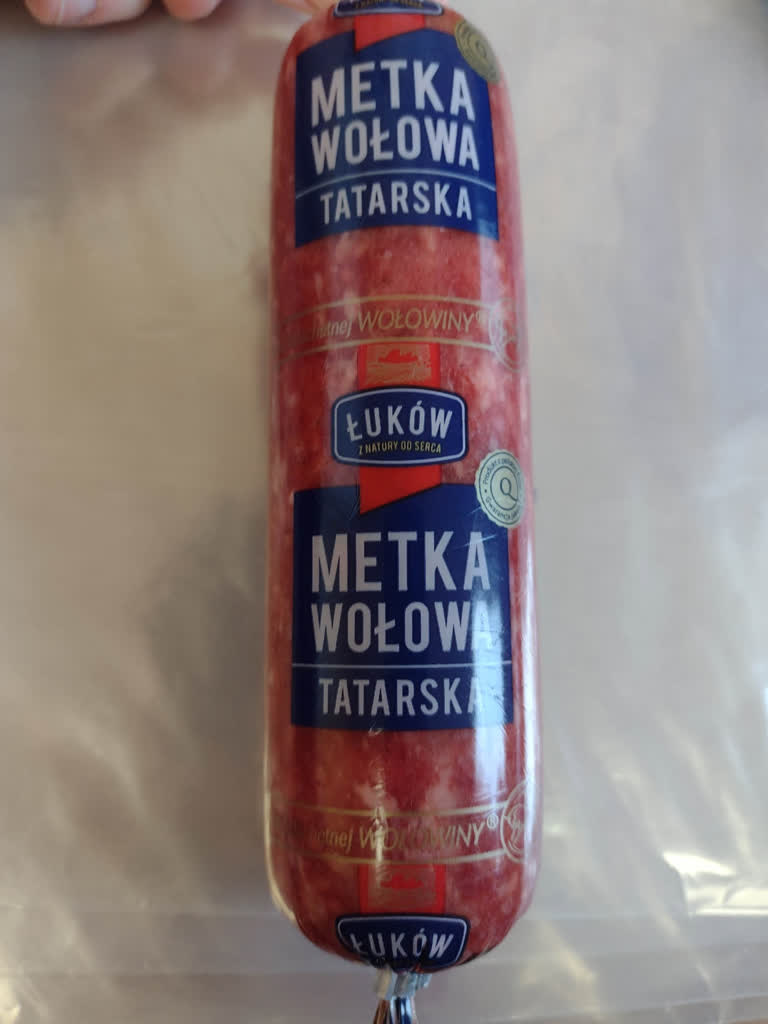 METKA
WOŁOWA
TATARSKA
WOŁOWINY®
ŁUKÓW
Z NATURY OD SERCA
Q
METKA
WOŁOWA
TATARSKA
WOŁOWINY®
ŁUKÓW